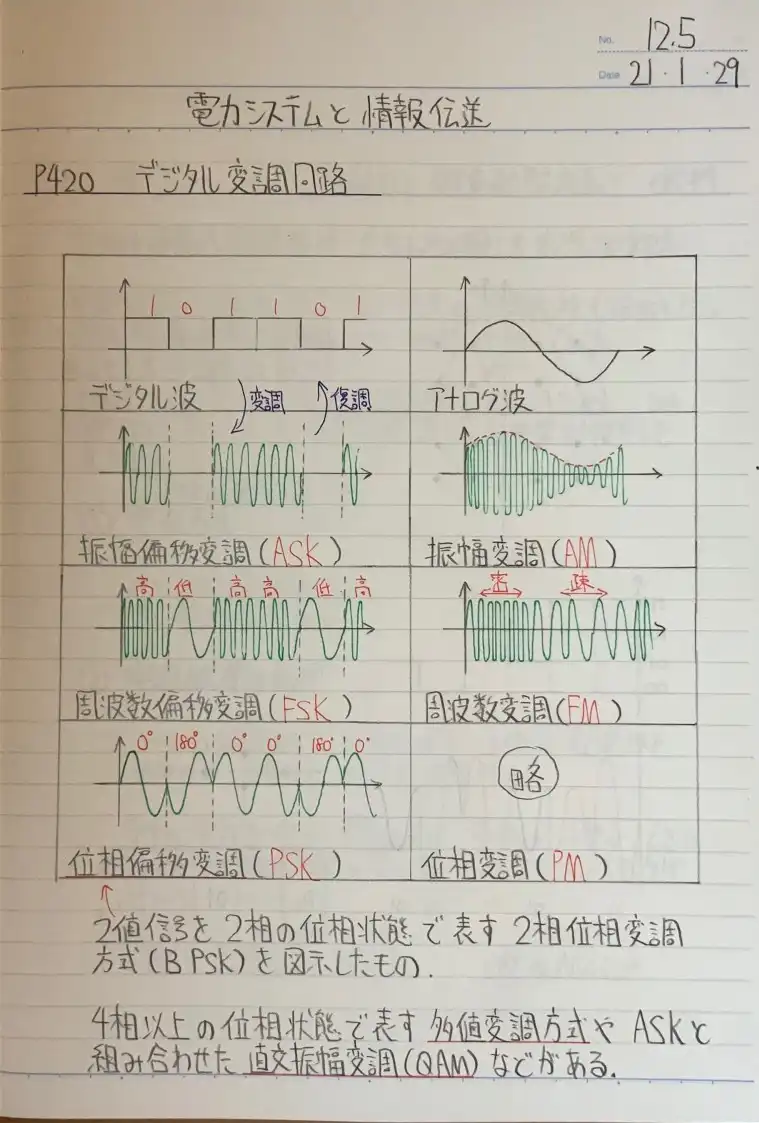 No. 12.5
Date 21・1・29
電力システムと情報伝送
P420 デジタル変調回路
1 0 1 1 0 1
デジタル波 変調 復調
アナログ波
振幅偏移変調(ASK)
振幅変調(AM)
高 低 高 高 低 高
周波数偏移変調(FSK)
密 疎
周波数変調(FM)
0° 180° 0° 0° 180° 0°
位相偏移変調(PSK)
略
位相変調(PM)
2値信号を2相の位相状態で表す2相位相変調
方式(BPSK)を図示したもの.
4相以上の位相状態で表す多値変調方式やASKと
組み合わせた直交振幅変調(QAM)などがある.